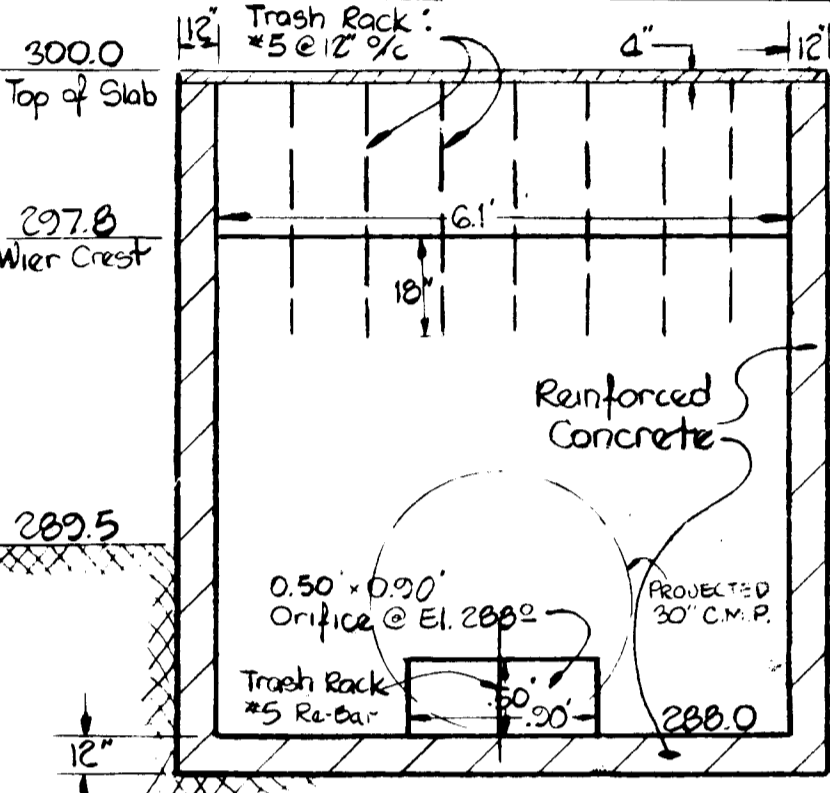 12"
Trash Rack:
#5 @ 12" o/c
4"
12"
300.0
Top of Slab
297.8
Wier Crest
6.1'
18"
Reinforced
Concrete
289.5
0.50' x 0.90'
Orifice @ El. 288º
PROJECTED
30" C.M.P.
Trash Rack
#5 Re-Bar
.50'
.90'
288.0
12"